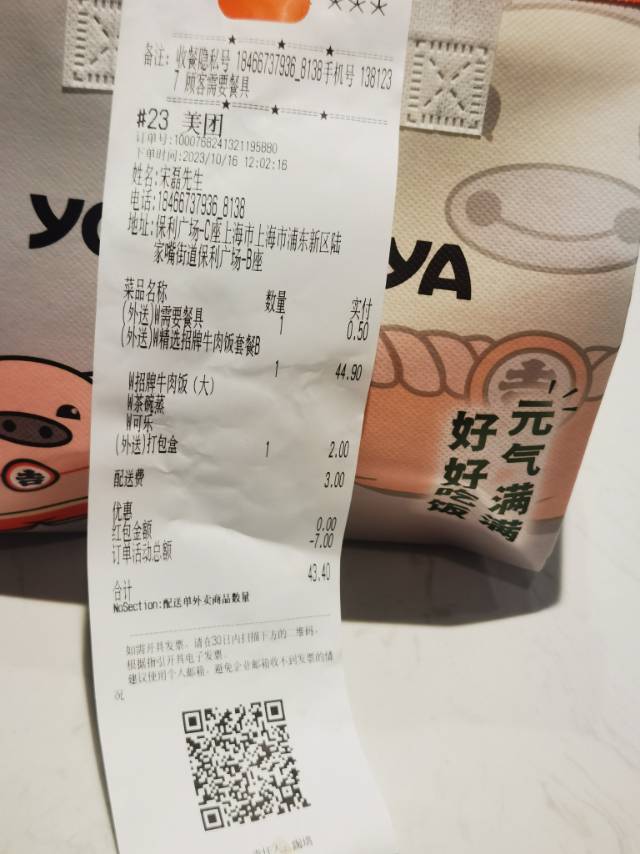 ***
备注: 收餐隐私号 18466737936_8138手机号 138123
7 顾客需要餐具
#23 美团
订单号:1000768241321195880
下单时间:2023/10/16 12:02:16
姓名:宋磊先生
电话:18466737936_8138
地址:保利广场-C座上海市上海市浦东新区陆
家嘴街道保利广场-B座
菜品名称 数量 实付
(外送)W需要餐具 1 0.50
(外送)W精选招牌牛肉饭套餐B
1 44.90
W招牌牛肉饭 (大)
W茶碗蒸
W可乐
(外送)打包盒 1 2.00
配送费 3.00
优惠
红包金额 0.00
订单活动总额 -7.00
合计 43.40
NoSection:配送单外卖商品数量
如需开具发票, 请在30日内扫描下方的二维码,
根据指引开具电子发票.
建议使用个人邮箱, 避免企业邮箱收不到发票的情
况
YO
YA
吉
吉
元气满满
好好吃饭